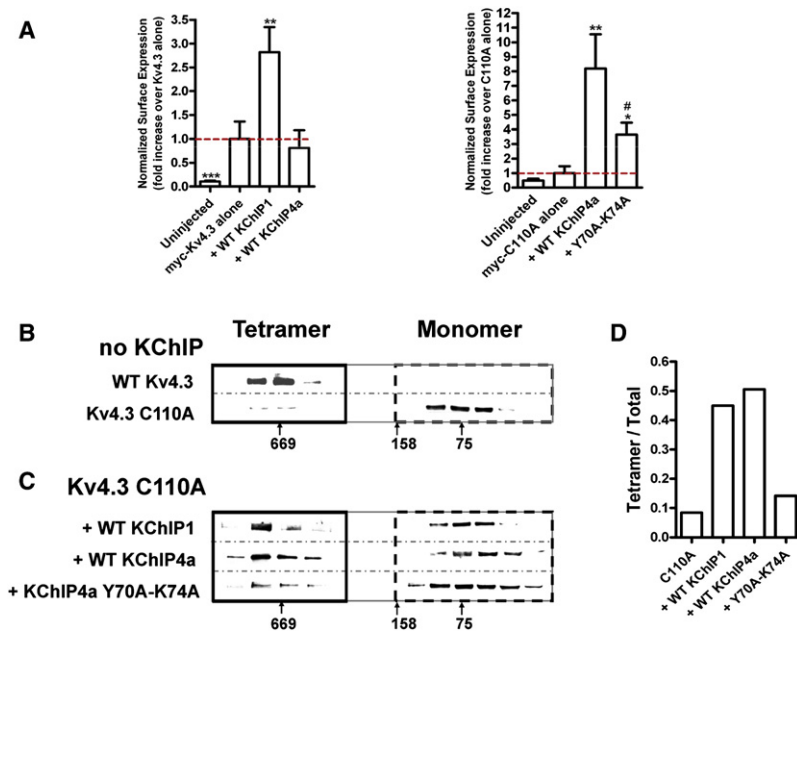 A
Normalized Surface Expression
(fold increase over Kv4.3 alone)
3.5
3.0
2.5
2.0
1.5
1.0
0.5
0.0
***
**
Uninjected
myc-Kv4.3 alone
+ WT KChIP1
+ WT KChIP4a
Normalized Surface Expression
(fold increase over C110A alone)
12
11
10
9
8
7
6
5
4
3
2
1
0
**
#
*
Uninjected
myc-C110A alone
+ WT KChIP4a
+ Y70A-K74A
B
Tetramer
Monomer
no KChIP
WT Kv4.3
Kv4.3 C110A
669
158
75
C
Kv4.3 C110A
+ WT KChIP1
+ WT KChIP4a
+ KChIP4a Y70A-K74A
669
158
75
D
Tetramer / Total
0.6
0.5
0.4
0.3
0.2
0.1
0.0
C110A
+ WT KChIP1
+ WT KChIP4a
+ Y70A-K74A